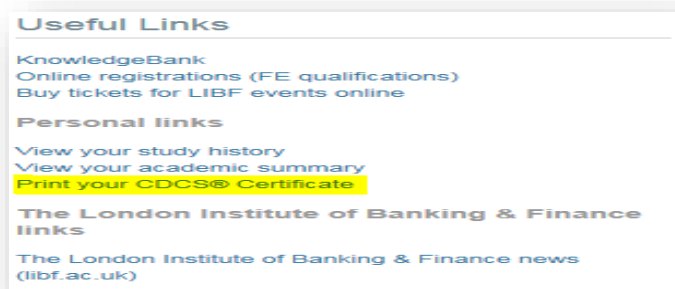 Useful Links
KnowledgeBank
Online registrations (FE qualifications)
Buy tickets for LIBF events online
Personal links
View your study history
View your academic summary
Print your CDCS® Certificate
The London Institute of Banking & Finance
links
The London Institute of Banking & Finance news
(libf.ac.uk)